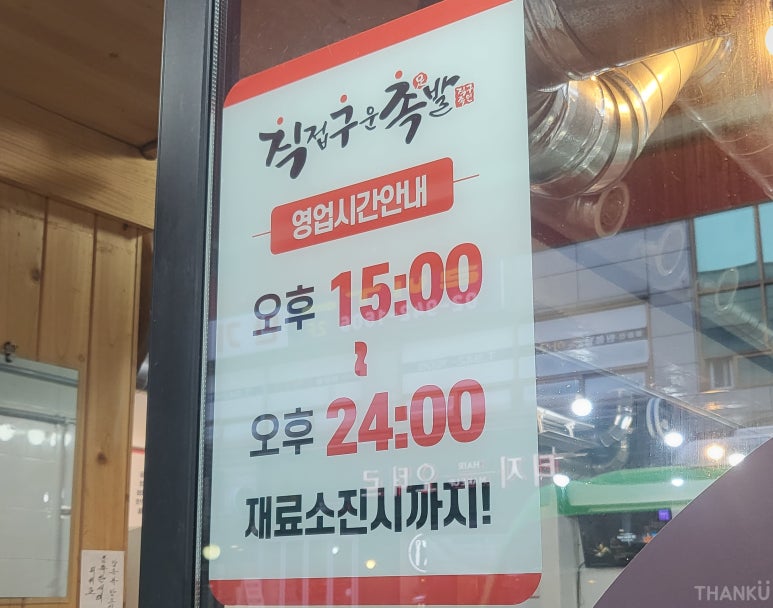 직접구운족발
영업시간안내
오후 15:00
~
오후 24:00
재료소진시까지!
THANKÜ